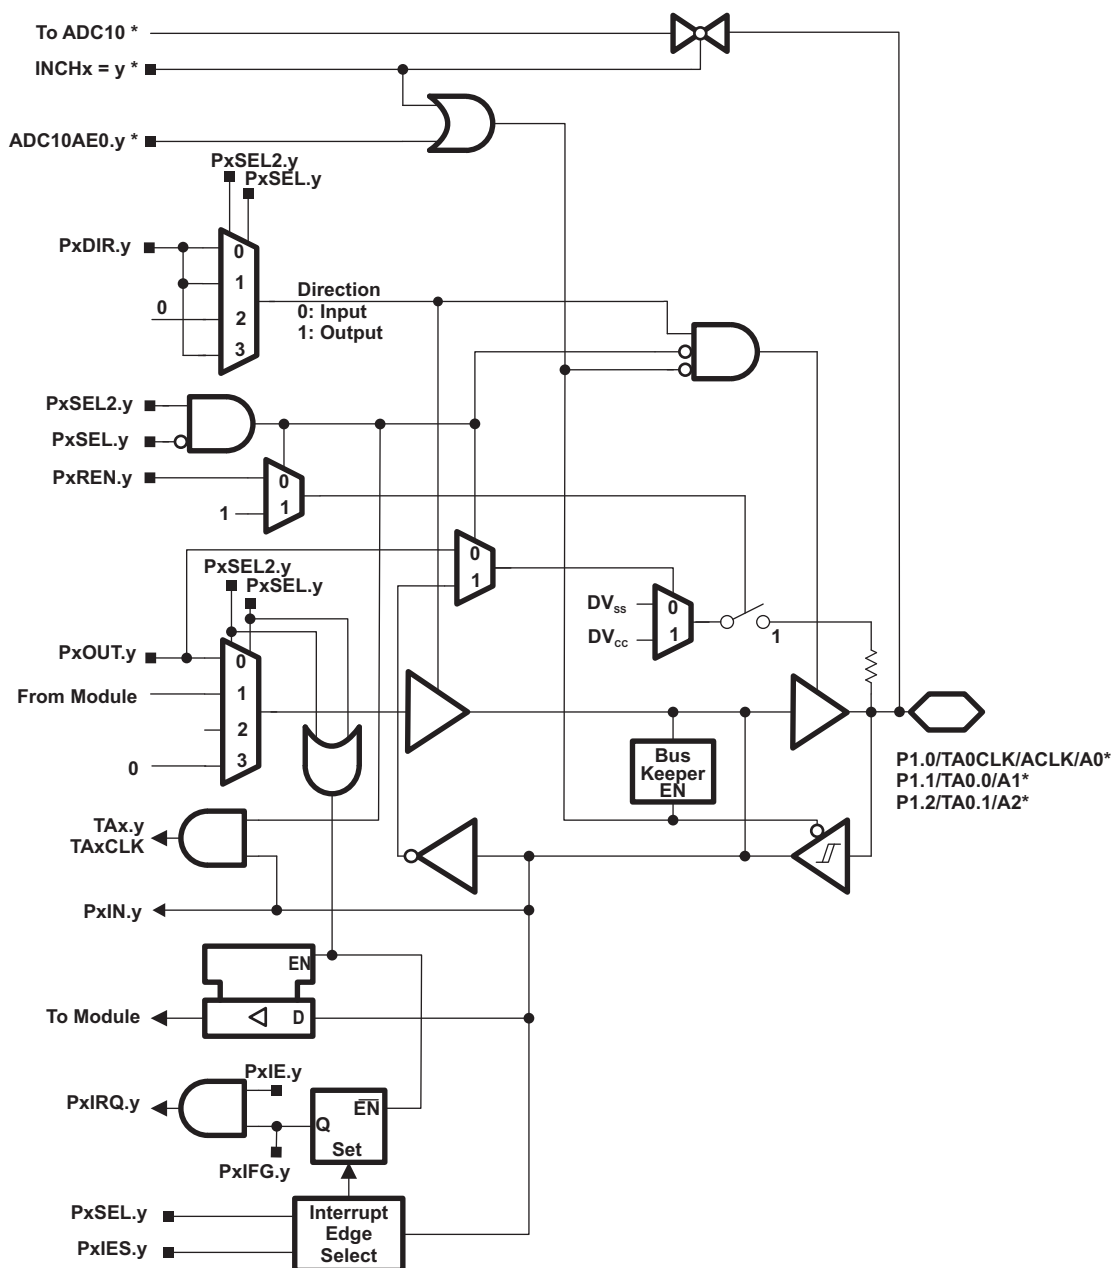 To ADC10 *
INCHx = y *
ADC10AE0.y *
PxSEL2.y
PxSEL.y
PxDIR.y
0
1
0
2
3
Direction
0: Input
1: Output
PxSEL2.y
PxSEL.y
PxREN.y
0
1
1
PxSEL2.y
PxSEL.y
0
1
DVSS
0
DVCC
1
1
PxOUT.y
0
From Module
1
2
0
3
Bus
Keeper
EN
P1.0/TA0CLK/ACLK/A0*
P1.1/TA0.0/A1*
P1.2/TA0.1/A2*
TAx.y
TAxCLK
PxIN.y
EN
To Module
D
PxIE.y
PxIRQ.y
EN
Q
Set
PxIFG.y
PxSEL.y
PxIES.y
Interrupt
Edge
Select